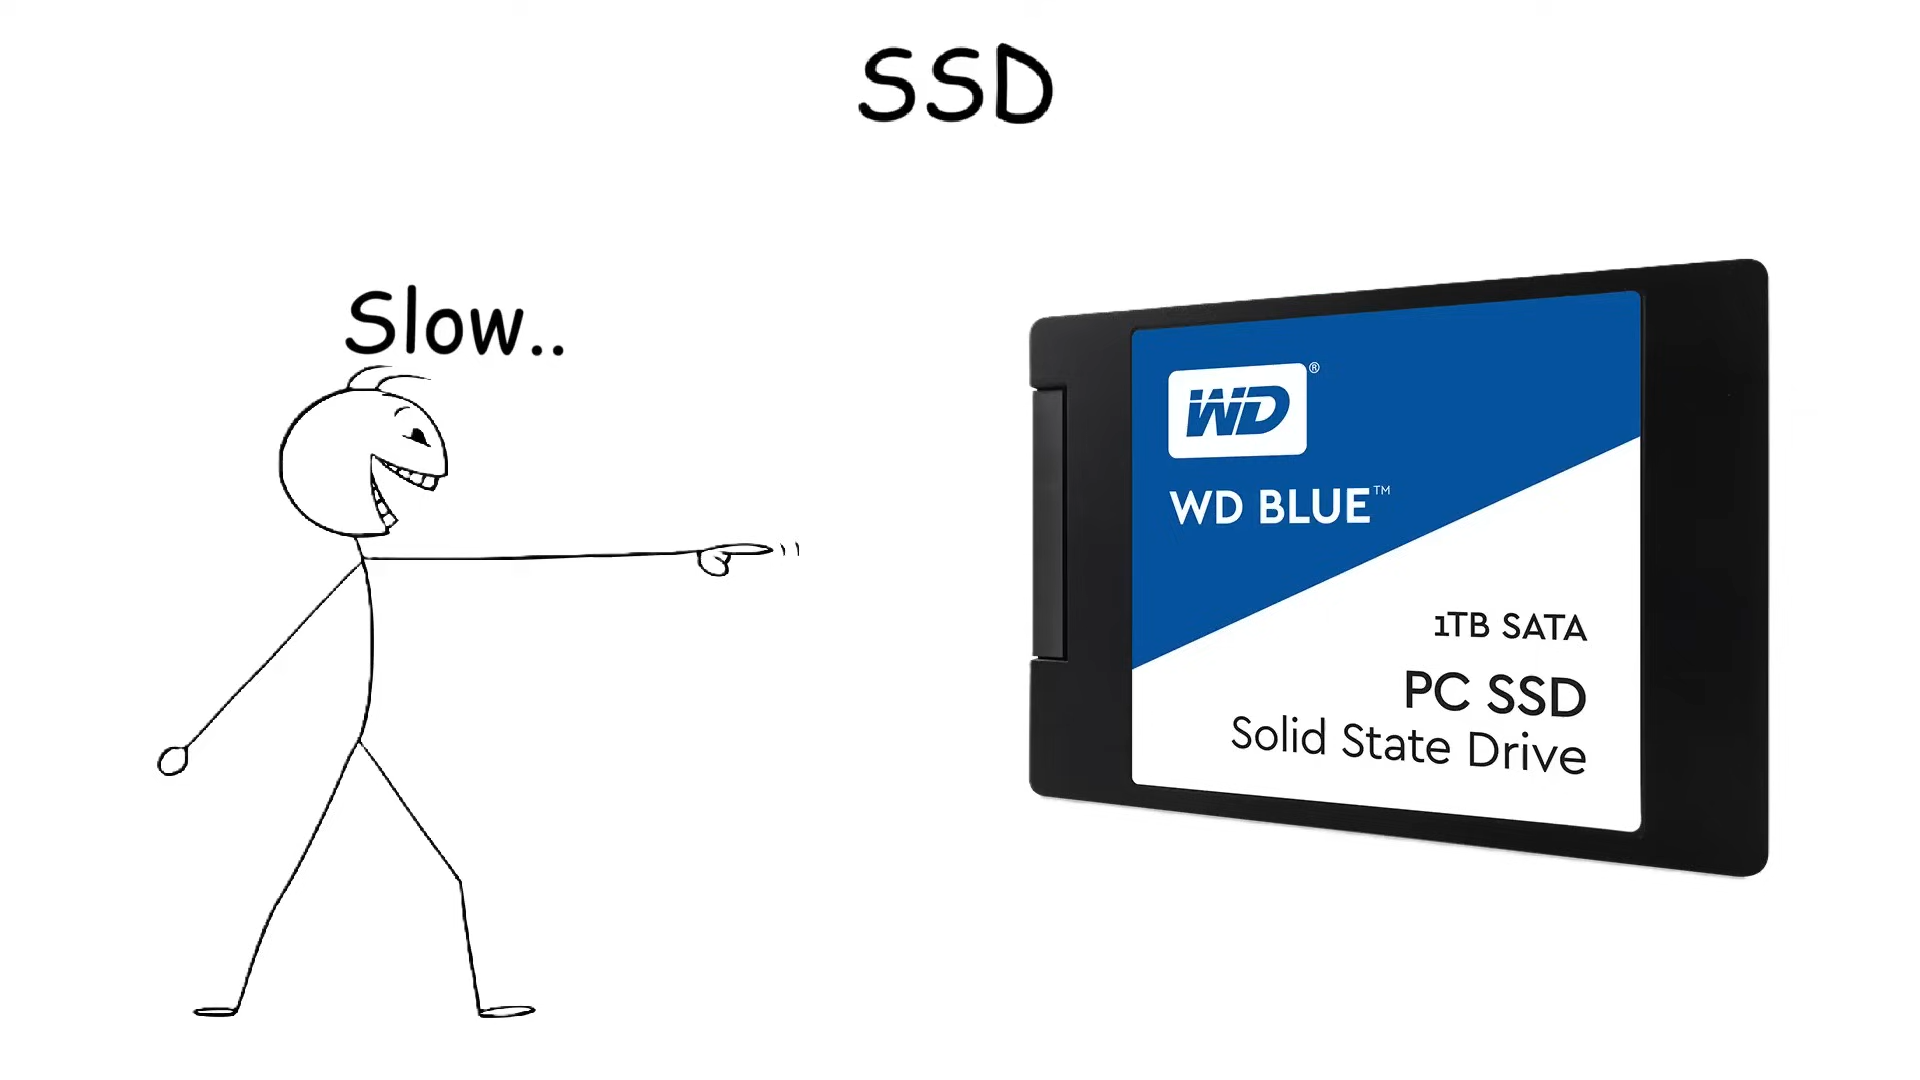 SSD
Slow..
WD®
WD BLUE™
1TB SATA
PC SSD
Solid State Drive